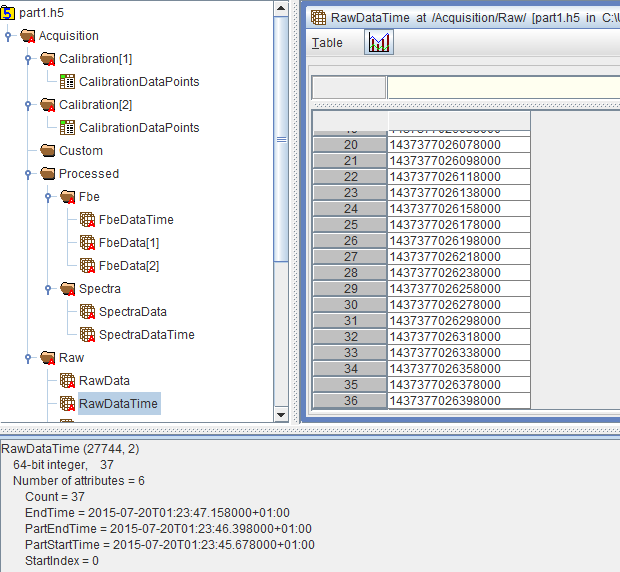 part1.h5
Acquisition
Calibration[1]
CalibrationDataPoints
Calibration[2]
CalibrationDataPoints
Custom
Processed
Fbe
FbeDataTime
FbeData[1]
FbeData[2]
Spectra
SpectraData
SpectraDataTime
Raw
RawData
RawDataTime
RawDataTime at /Acquisition/Raw/ [part1.h5 in C:\
Table
20 1437377026078000
21 1437377026098000
22 1437377026118000
23 1437377026138000
24 1437377026158000
25 1437377026178000
26 1437377026198000
27 1437377026218000
28 1437377026238000
29 1437377026258000
30 1437377026278000
31 1437377026298000
32 1437377026318000
33 1437377026338000
34 1437377026358000
35 1437377026378000
36 1437377026398000
RawDataTime (27744, 2)
64-bit integer, 37
Number of attributes = 6
Count = 37
EndTime = 2015-07-20T01:23:47.158+01:00
PartEndTime = 2015-07-20T01:23:46.398000+01:00
PartStartTime = 2015-07-20T01:23:45.678000+01:00
StartIndex = 0